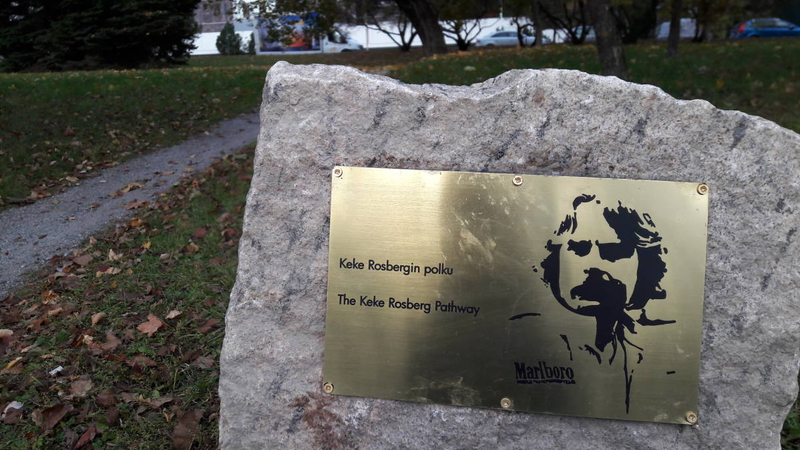 Keke Rosbergin polku
The Keke Rosberg Pathway
Marlboro